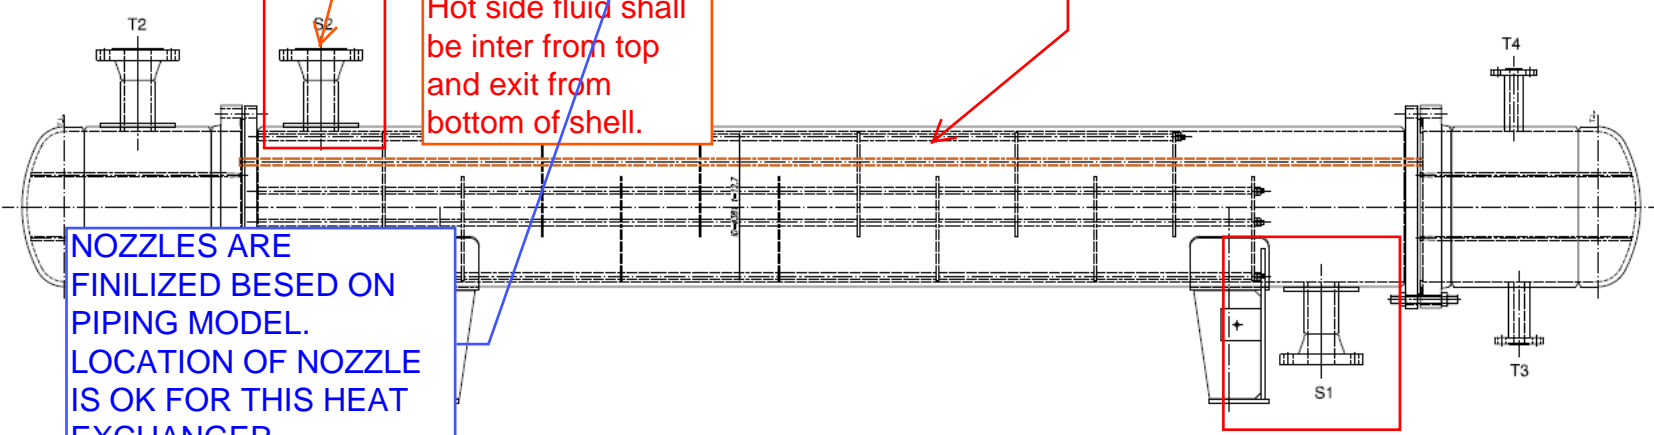 Hot side fluid shall
be inter from top
and exit from
bottom of shell.
T2
S2
T4
NOZZLES ARE
FINILIZED BESED ON
PIPING MODEL.
LOCATION OF NOZZLE
IS OK FOR THIS HEAT
EXCHANGER
S1
T3